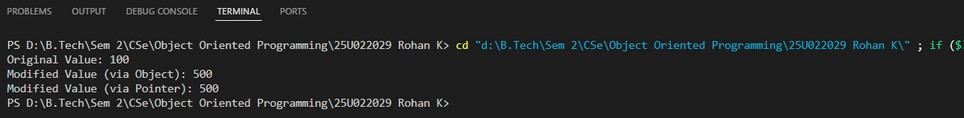 PROBLEMS OUTPUT DEBUG CONSOLE TERMINAL PORTS
PS D:\B.Tech\Sem 2\CSe\Object Oriented Programming\25U022029 Rohan K> cd "d:\B.Tech\Sem 2\CSe\Object Oriented Programming\25U022029 Rohan K\" ; if ($
Original Value: 100
Modified Value (via Object): 500
Modified Value (via Pointer): 500
PS D:\B.Tech\Sem 2\CSe\Object Oriented Programming\25U022029 Rohan K>